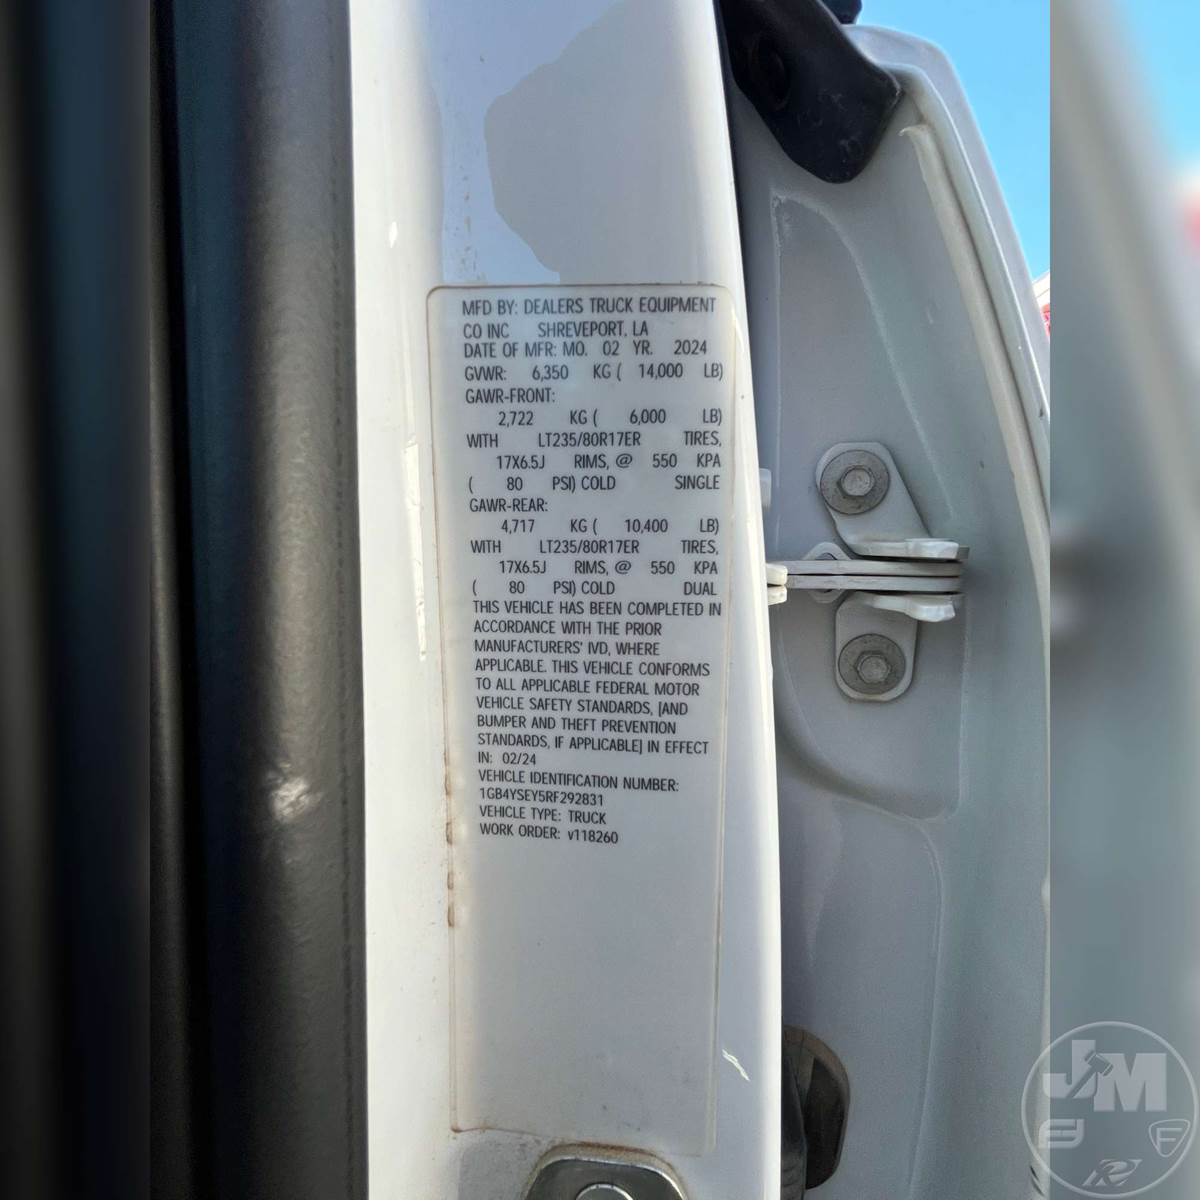 MFD BY: DEALERS TRUCK EQUIPMENT
CO INC SHREVEPORT, LA
DATE OF MFR: MO. 02 YR. 2024
GVWR: 6,350 KG ( 14,000 LB)
GAWR-FRONT:
2,722 KG ( 6,000 LB)
WITH LT235/80R17ER TIRES,
17X6.5J RIMS, @ 550 KPA
( 80 PSI) COLD SINGLE
GAWR-REAR:
4,717 KG ( 10,400 LB)
WITH LT235/80R17ER TIRES,
17X6.5J RIMS, @ 550 KPA
( 80 PSI) COLD DUAL
THIS VEHICLE HAS BEEN COMPLETED IN
ACCORDANCE WITH THE PRIOR
MANUFACTURERS' IVD, WHERE
APPLICABLE. THIS VEHICLE CONFORMS
TO ALL APPLICABLE FEDERAL MOTOR
VEHICLE SAFETY STANDARDS, [AND
BUMPER AND THEFT PREVENTION
STANDARDS, IF APPLICABLE] IN EFFECT
IN: 02/24
VEHICLE IDENTIFICATION NUMBER:
1GB4YSEY5RF292831
VEHICLE TYPE: TRUCK
WORK ORDER: v118260
JM